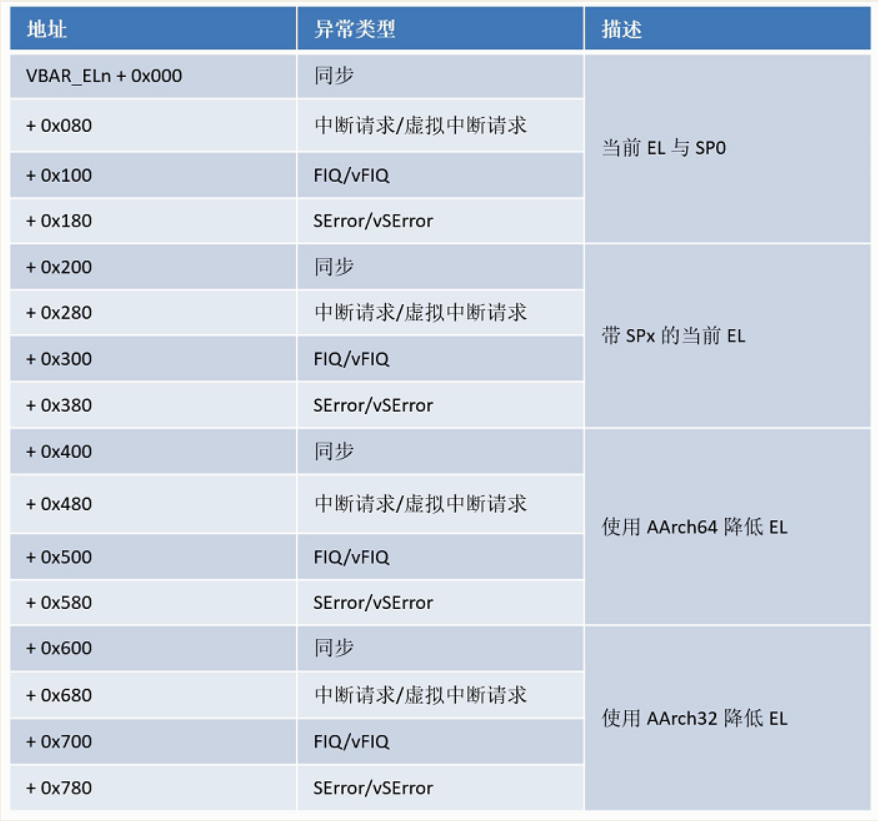 地址 异常类型 描述
VBAR_ELn + 0x000 同步
+ 0x080 中断请求/虚拟中断请求
当前 EL 与 SP0
+ 0x100 FIQ/vFIQ
+ 0x180 SError/vSError
+ 0x200 同步
+ 0x280 中断请求/虚拟中断请求
带 SPx 的当前 EL
+ 0x300 FIQ/vFIQ
+ 0x380 SError/vSError
+ 0x400 同步
+ 0x480 中断请求/虚拟中断请求
使用 AArch64 降低 EL
+ 0x500 FIQ/vFIQ
+ 0x580 SError/vSError
+ 0x600 同步
+ 0x680 中断请求/虚拟中断请求
使用 AArch32 降低 EL
+ 0x700 FIQ/vFIQ
+ 0x780 SError/vSError